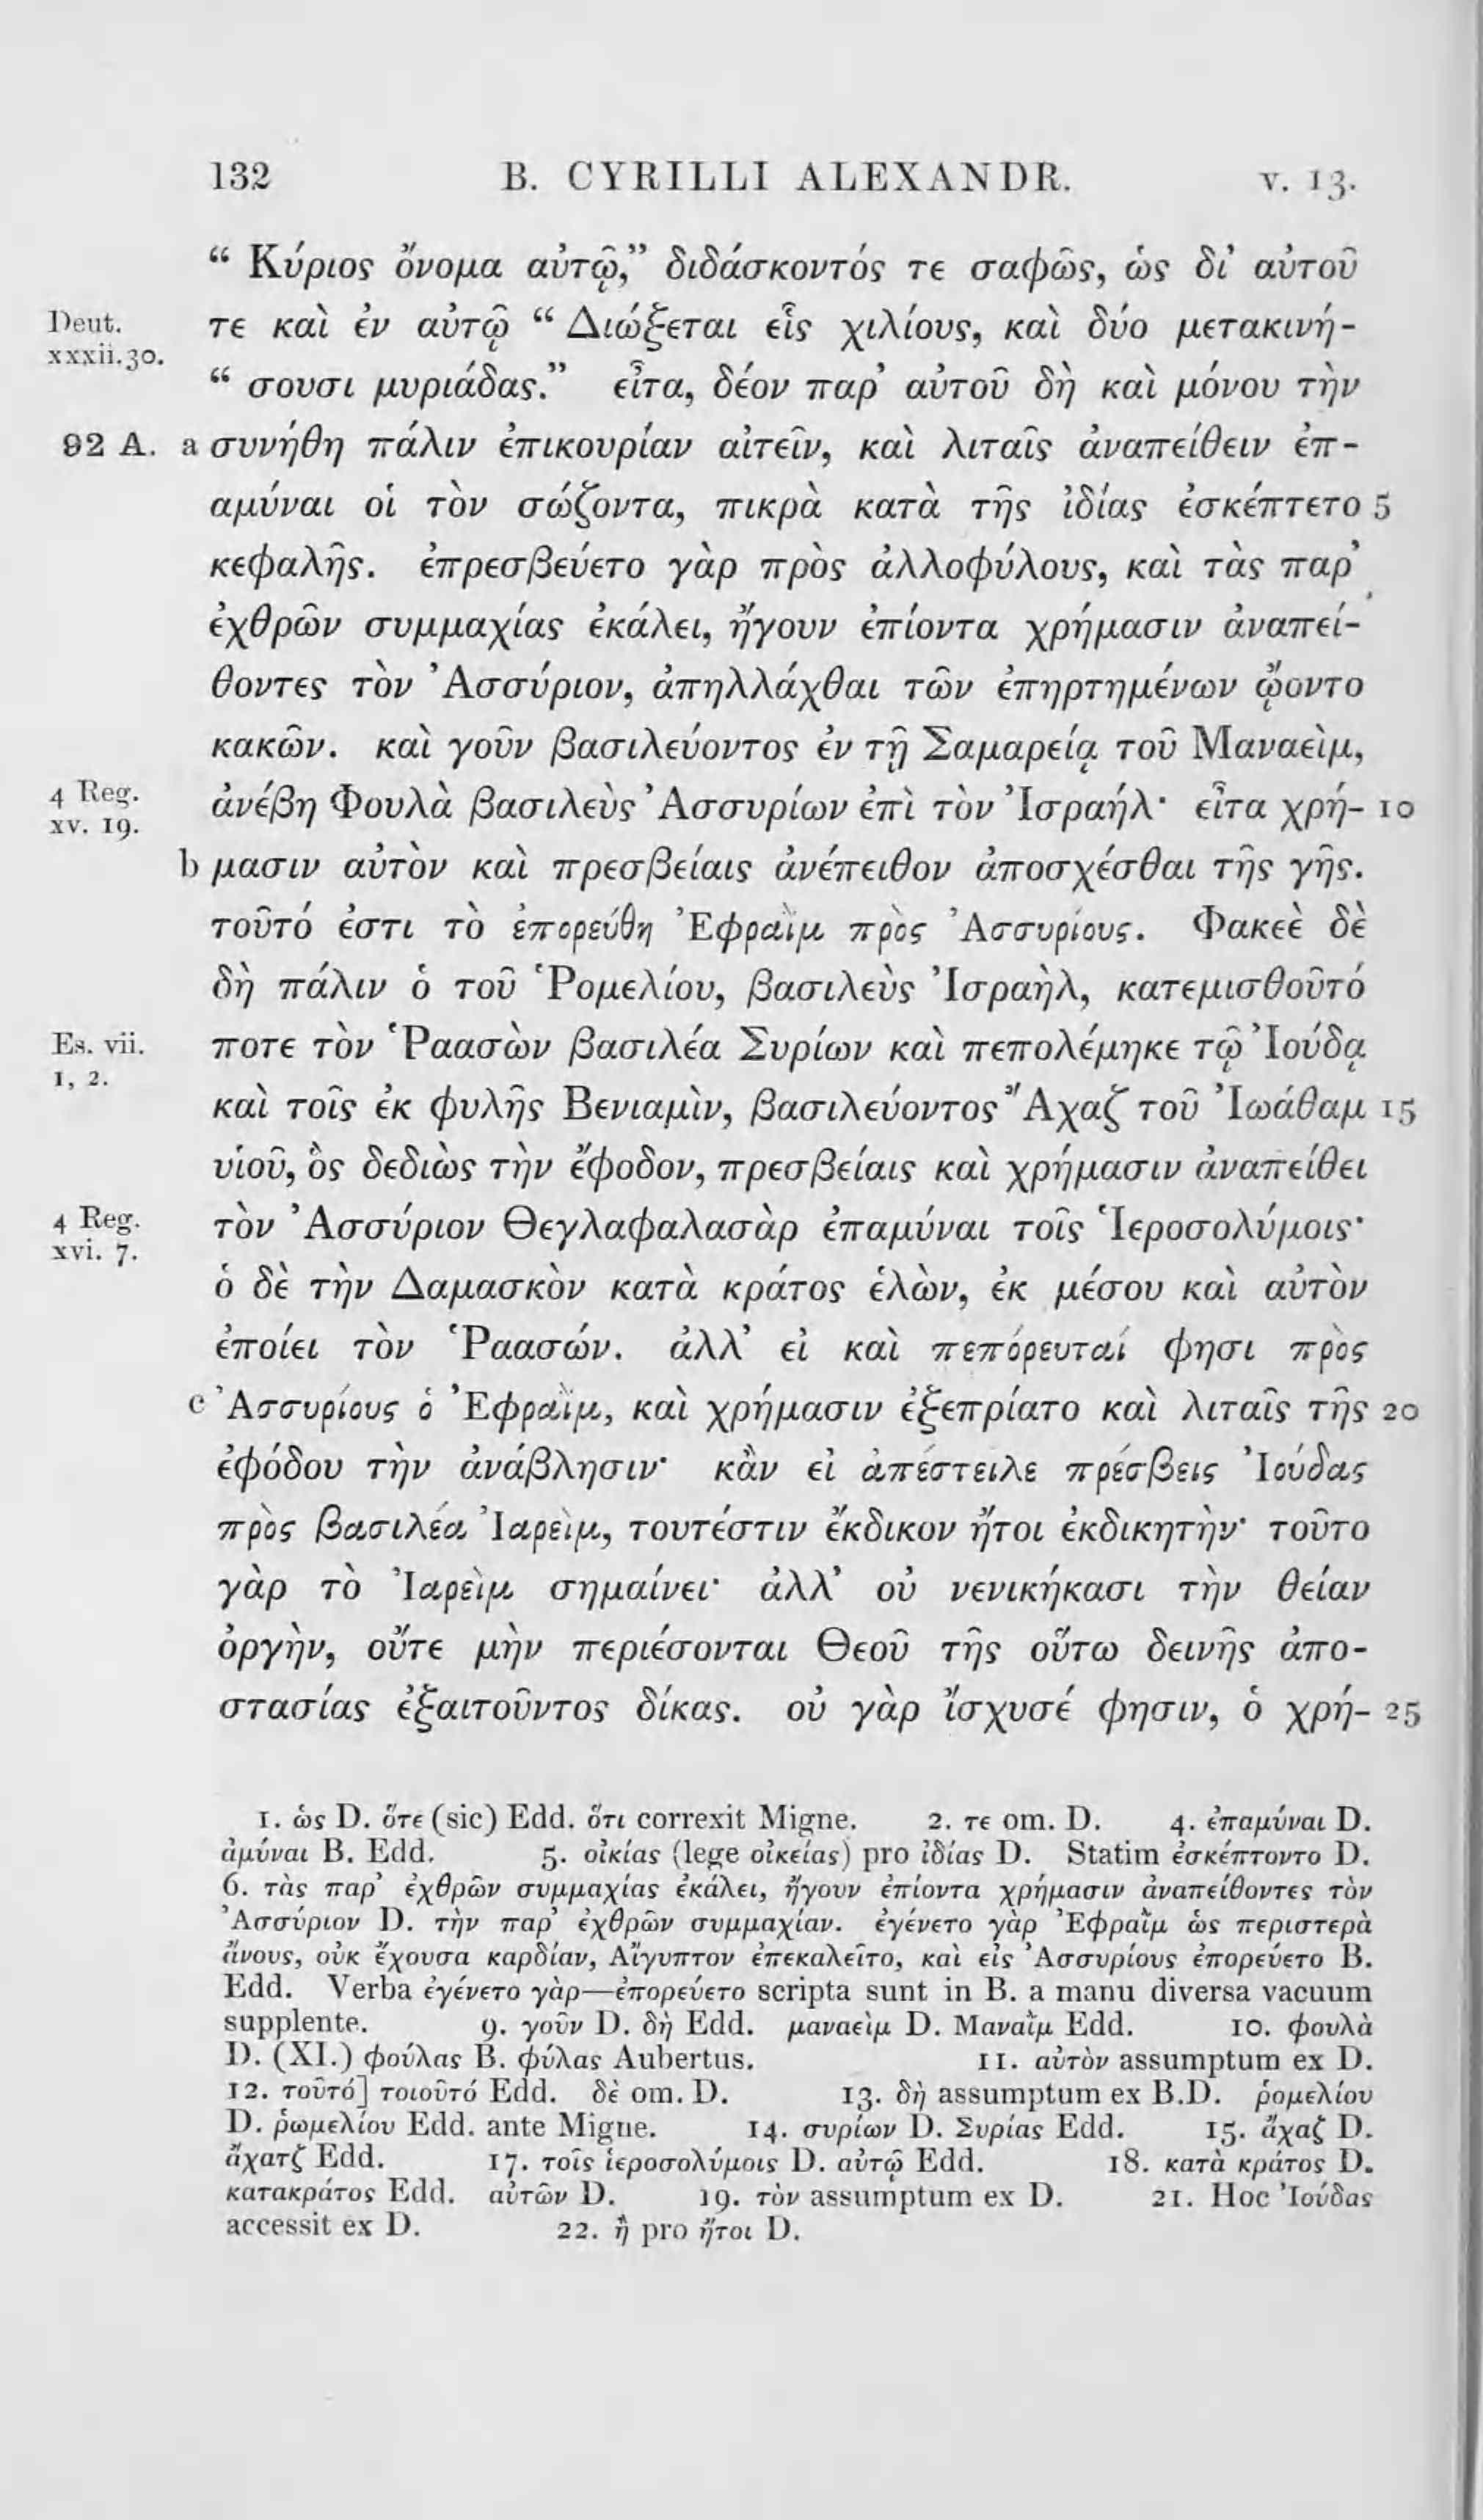 132 B. CYRILLI ALEXANDR. v. 13.
“ Κύριος ὄνομα αὐτῷ,” διδάσκοντός τε σαφῶς, ὡς δι’ αὐτοῦ
Deut. xxxii. 30. τε καὶ ἐν αὐτῷ “ Διώξεται εἷς χιλίους, καὶ δύο μετακινή-
“ σουσι μυριάδας.” εἶτα, δέον παρ’ αὐτοῦ δὴ καὶ μόνου τὴν
92 A. a συνήθη πάλιν ἐπικουρίαν αἰτεῖν, καὶ λιταῖς ἀναπείθειν ἐπ-
αμύναι οἱ τὸν σώζοντα, πικρὰ κατὰ τῆς ἰδίας ἐσκέπτετο 5
κεφαλῆς. ἐπρεσβεύετο γὰρ πρὸς ἀλλοφύλους, καὶ τὰς παρ’
ἐχθρῶν συμμαχίας ἐκάλει, ἤγουν ἐπίοντα χρήμασιν ἀναπεί-
θοντες τὸν Ἀσσύριον, ἀπηλλάχθαι τῶν ἐπηρτημένων ᾤοντο
κακῶν. καὶ γοῦν βασιλεύοντος ἐν τῇ Σαμαρείᾳ τοῦ Μαναεὶμ,
4 Reg. xv. 19. ἀνέβη Φουλὰ βασιλεὺς Ἀσσυρίων ἐπὶ τὸν Ἰσραήλ· εἶτα χρή- 10
b μασιν αὐτὸν καὶ πρεσβείαις ἀνέπειθον ἀποσχέσθαι τῆς γῆς.
τοῦτό ἐστι τὸ ἐπορεύθη Ἐφραὶμ πρὸς Ἀσσυρίους. Φακεὲ δὲ
δὴ πάλιν ὁ τοῦ Ῥομελίου, βασιλεὺς Ἰσραὴλ, κατεμισθοῦτό
Es. vii. 1, 2. ποτε τὸν Ῥαασὼν βασιλέα Συρίων καὶ πεπολέμηκε τῷ Ἰούδᾳ
καὶ τοῖς ἐκ φυλῆς Βενιαμὶν, βασιλεύοντος Ἄχαζ τοῦ Ἰωάθαμ 15
υἱοῦ, ὃς δεδιὼς τὴν ἔφοδον, πρεσβείαις καὶ χρήμασιν ἀναπείθει
4 Reg. xvi. 7. τὸν Ἀσσύριον Θεγλαφαλασὰρ ἐπαμύναι τοῖς Ἱεροσολύμοις·
ὁ δὲ τὴν Δαμασκὸν κατὰ κράτος ἑλὼν, ἐκ μέσου καὶ αὐτὸν
ἐποίει τὸν Ῥαασών. ἀλλ’ εἰ καὶ πεπόρευταί φησι πρὸς
c Ἀσσυρίους ὁ Ἐφραὶμ, καὶ χρήμασιν ἐξεπρίατο καὶ λιταῖς τῆς 20
ἐφόδου τὴν ἀνάβλησιν· κἂν εἰ ἀπέστειλε πρέσβεις Ἰούδας
πρὸς βασιλέα Ἰαρεὶμ, τουτέστιν ἔκδικον ἤτοι ἐκδικητὴν· τοῦτο
γὰρ τὸ Ἰαρεὶμ σημαίνει· ἀλλ’ οὐ νενικήκασι τὴν θείαν
ὀργὴν, οὔτε μὴν περιέσονται Θεοῦ τῆς οὕτω δεινῆς ἀπο-
στασίας ἐξαιτοῦντος δίκας. οὐ γὰρ ἴσχυσέ φησιν, ὁ χρή- 25
1. ὡς D. ὅτε (sic) Edd. ὅτι correxit Migne. 2. τε om. D. 4. ἐπαμύναι D.
ἀμύναι B. Edd. 5. οἰκίας (lege οἰκείας) pro ἰδίας D. Statim ἐσκέπτοντο D.
6. τὰς παρ’ ἐχθρῶν συμμαχίας ἐκάλει, ἤγουν ἐπίοντα χρήμασιν ἀναπείθοντες τὸν
Ἀσσύριον D. τὴν παρ’ ἐχθρῶν συμμαχίαν. ἐγένετο γὰρ Ἐφραῒμ ὡς περιστερὰ
ἄνους, οὐκ ἔχουσα καρδίαν, Αἴγυπτον ἐπεκαλεῖτο, καὶ εἰς Ἀσσυρίους ἐπορεύετο B.
Edd. Verba ἐγένετο γὰρ—ἐπορεύετο scripta sunt in B. a manu diversa vacuum
supplente. 9. γοῦν D. δὴ Edd. μαναεὶμ D. Μαναῒμ Edd. 10. φουλὰ
D. (XI.) φούλας B. φύλας Aubertus. 11. αὐτὸν assumptum ex D.
12. τοῦτό] τοιοῦτό Edd. δὲ om. D. 13. δὴ assumptum ex B.D. ῥομελίου
D. ῥωμελίου Edd. ante Migne. 14. συρίων D. Συρίας Edd. 15. ἄχαζ D.
ἄχατζ Edd. 17. τοῖς ἱεροσολύμοις D. αὐτῷ Edd. 18. κατὰ κράτος D.
κατακράτος Edd. αὐτῶν D. 19. τὸν assumptum ex D. 21. Hoc Ἰούδας
accessit ex D. 22. ἢ pro ἤτοι D.